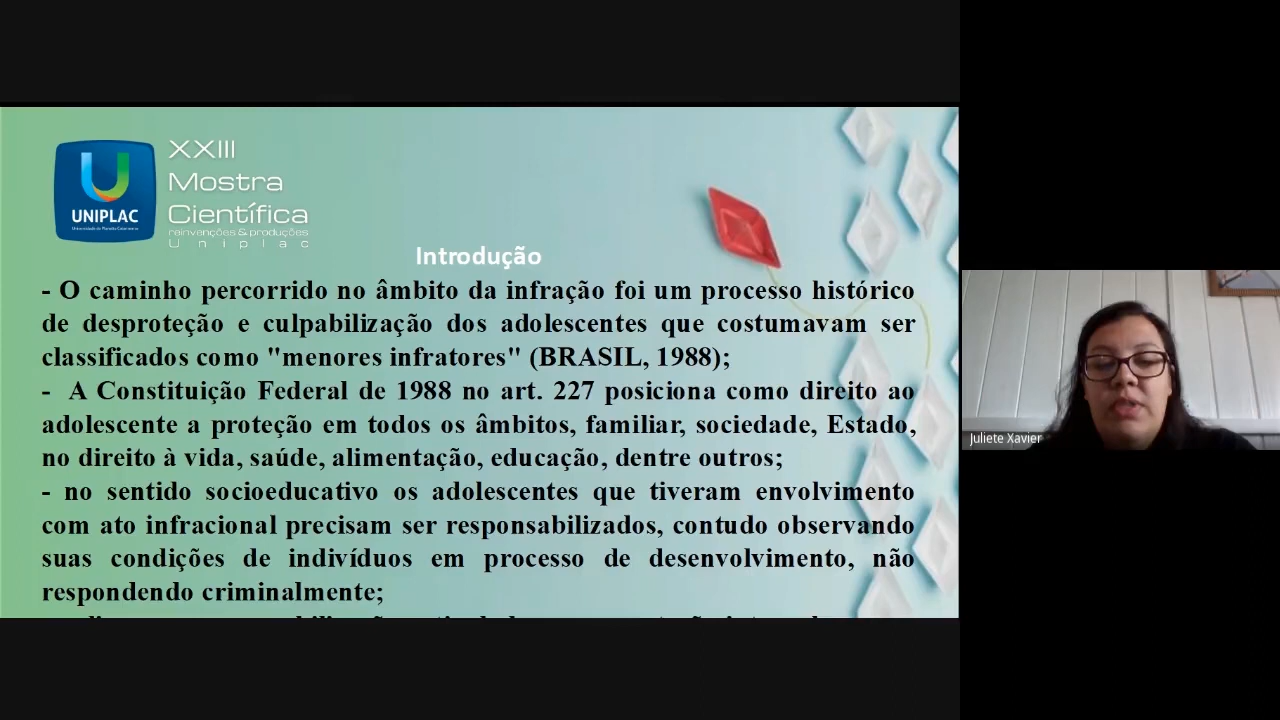 XXIII
Mostra
Científica
reinvenções & produções
Uniplac
UNIPLAC
Introdução
- O caminho percorrido no âmbito da infração foi um processo histórico
de desproteção e culpabilização dos adolescentes que costumavam ser
classificados como "menores infratores" (BRASIL, 1988);
- A Constituição Federal de 1988 no art. 227 posiciona como direito ao
adolescente a proteção em todos os âmbitos, familiar, sociedade, Estado,
no direito à vida, saúde, alimentação, educação, dentre outros;
- no sentido socioeducativo os adolescentes que tiveram envolvimento
com ato infracional precisam ser responsabilizados, contudo observando
suas condições de indivíduos em processo de desenvolvimento, não
respondendo criminalmente;
Juliete Xavier